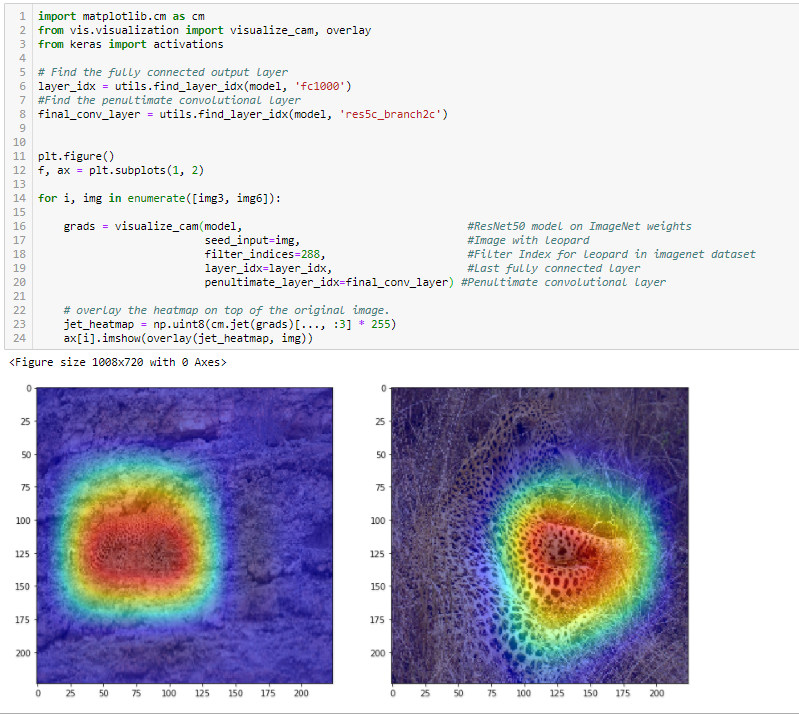 1 import matplotlib.cm as cm
2 from vis.visualization import visualize_cam, overlay
3 from keras import activations
4
5 # Find the fully connected output layer
6 layer_idx = utils.find_layer_idx(model, 'fc1000')
7 #Find the penultimate convolutional layer
8 final_conv_layer = utils.find_layer_idx(model, 'res5c_branch2c')
9
10
11 plt.figure()
12 f, ax = plt.subplots(1, 2)
13
14 for i, img in enumerate([img3, img6]):
15
16     grads = visualize_cam(model,                                   #ResNet50 model on ImageNet weights
17                           seed_input=img,                          #Image with leopard
18                           filter_indices=288,                      #Filter Index for leopard in imagenet dataset
19                           layer_idx=layer_idx,                     #Last fully connected layer
20                           penultimate_layer_idx=final_conv_layer) #Penultimate convolutional layer
21
22     # overlay the heatmap on top of the original image.
23     jet_heatmap = np.uint8(cm.jet(grads)[..., :3] * 255)
24     ax[i].imshow(overlay(jet_heatmap, img))
<Figure size 1008x720 with 0 Axes>
0
25
50
75
100
125
150
175
200
0 25 50 75 100 125 150 175 200
0
25
50
75
100
125
150
175
200
0 25 50 75 100 125 150 175 200